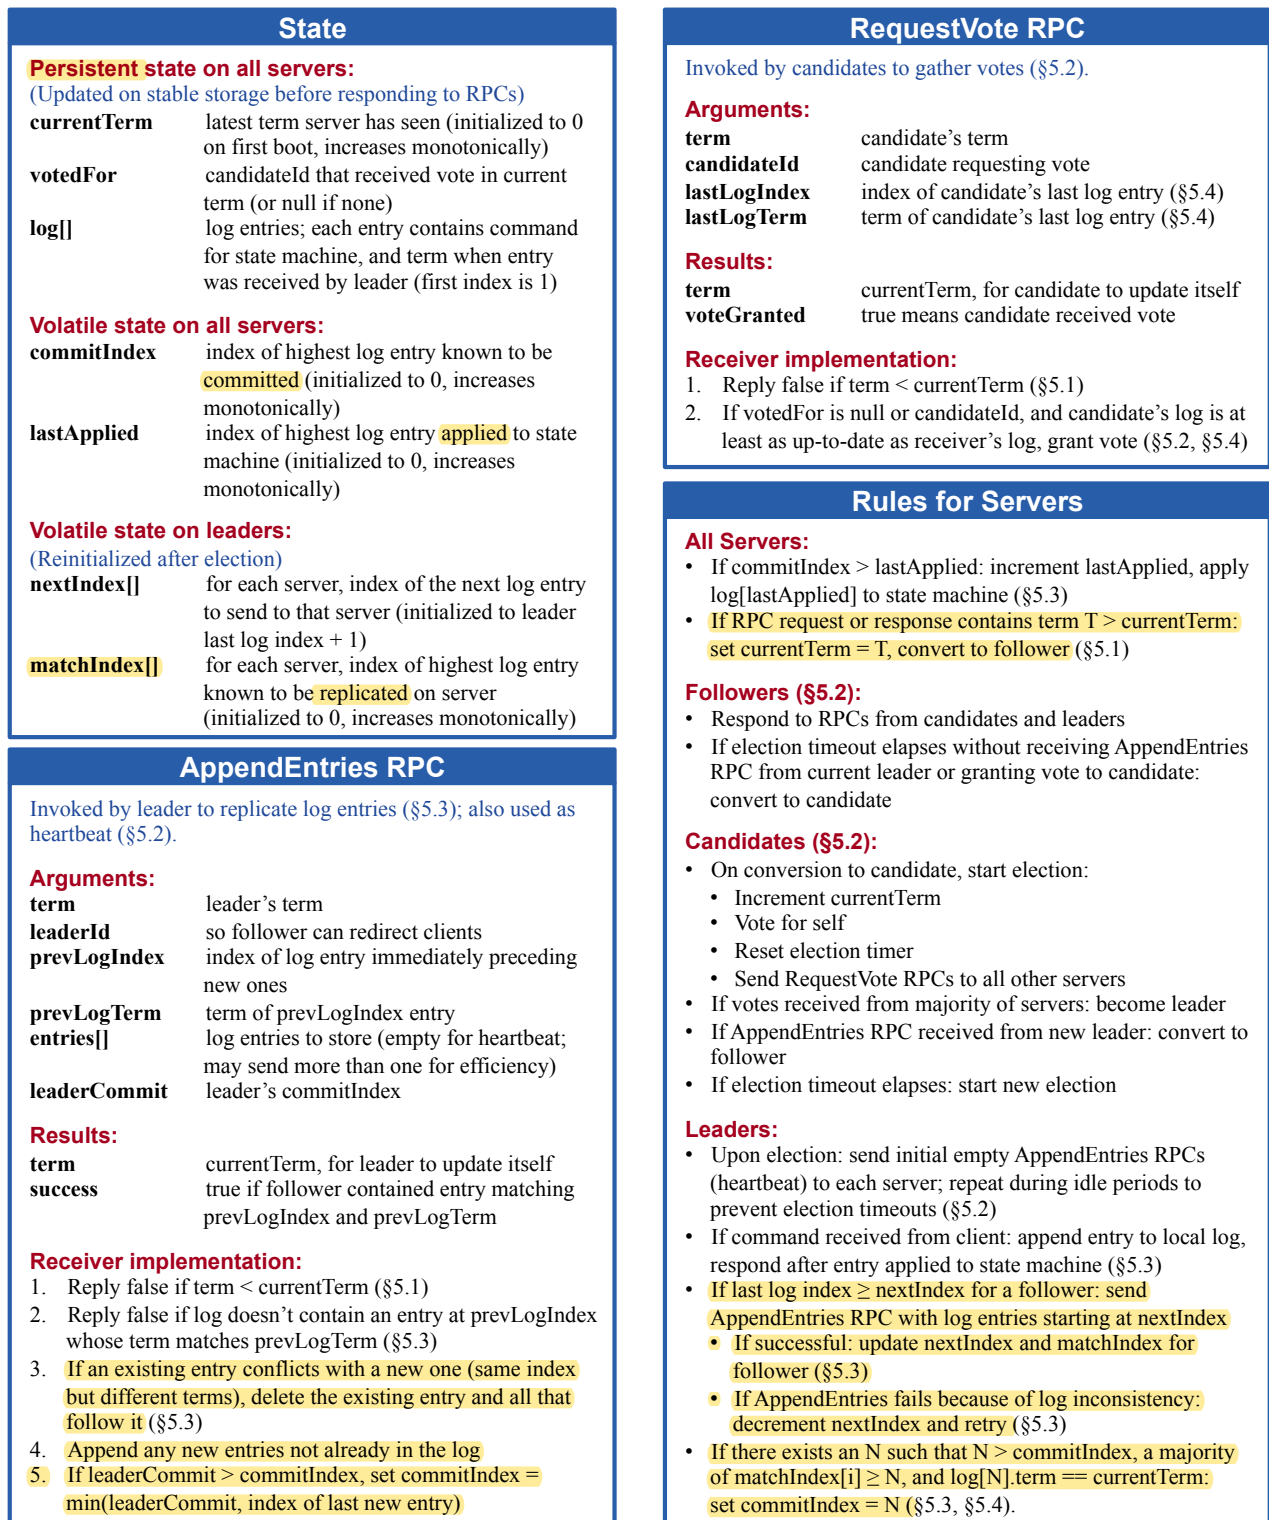 State
Persistent state on all servers:
(Updated on stable storage before responding to RPCs)
currentTerm latest term server has seen (initialized to 0
on first boot, increases monotonically)
votedFor candidateId that received vote in current
term (or null if none)
log[] log entries; each entry contains command
for state machine, and term when entry
was received by leader (first index is 1)
Volatile state on all servers:
commitIndex index of highest log entry known to be
committed (initialized to 0, increases
monotonically)
lastApplied index of highest log entry applied to state
machine (initialized to 0, increases
monotonically)
Volatile state on leaders:
(Reinitialized after election)
nextIndex[] for each server, index of the next log entry
to send to that server (initialized to leader
last log index + 1)
matchIndex[] for each server, index of highest log entry
known to be replicated on server
(initialized to 0, increases monotonically)
AppendEntries RPC
Invoked by leader to replicate log entries (§5.3); also used as
heartbeat (§5.2).
Arguments:
term leader's term
leaderId so follower can redirect clients
prevLogIndex index of log entry immediately preceding
new ones
prevLogTerm term of prevLogIndex entry
entries[] log entries to store (empty for heartbeat;
may send more than one for efficiency)
leaderCommit leader's commitIndex
Results:
term currentTerm, for leader to update itself
success true if follower contained entry matching
prevLogIndex and prevLogTerm
Receiver implementation:
1. Reply false if term < currentTerm (§5.1)
2. Reply false if log doesn't contain an entry at prevLogIndex
whose term matches prevLogTerm (§5.3)
3. If an existing entry conflicts with a new one (same index
but different terms), delete the existing entry and all that
follow it (§5.3)
4. Append any new entries not already in the log
5. If leaderCommit > commitIndex, set commitIndex =
min(leaderCommit, index of last new entry)
RequestVote RPC
Invoked by candidates to gather votes (§5.2).
Arguments:
term candidate's term
candidateId candidate requesting vote
lastLogIndex index of candidate's last log entry (§5.4)
lastLogTerm term of candidate's last log entry (§5.4)
Results:
term currentTerm, for candidate to update itself
voteGranted true means candidate received vote
Receiver implementation:
1. Reply false if term < currentTerm (§5.1)
2. If votedFor is null or candidateId, and candidate's log is at
least as up-to-date as receiver's log, grant vote (§5.2, §5.4)
Rules for Servers
All Servers:
• If commitIndex > lastApplied: increment lastApplied, apply
log[lastApplied] to state machine (§5.3)
• If RPC request or response contains term T > currentTerm:
set currentTerm = T, convert to follower (§5.1)
Followers (§5.2):
• Respond to RPCs from candidates and leaders
• If election timeout elapses without receiving AppendEntries
RPC from current leader or granting vote to candidate:
convert to candidate
Candidates (§5.2):
• On conversion to candidate, start election:
• Increment currentTerm
• Vote for self
• Reset election timer
• Send RequestVote RPCs to all other servers
• If votes received from majority of servers: become leader
• If AppendEntries RPC received from new leader: convert to
follower
• If election timeout elapses: start new election
Leaders:
• Upon election: send initial empty AppendEntries RPCs
(heartbeat) to each server; repeat during idle periods to
prevent election timeouts (§5.2)
• If command received from client: append entry to local log,
respond after entry applied to state machine (§5.3)
• If last log index ≥ nextIndex for a follower: send
AppendEntries RPC with log entries starting at nextIndex
• If successful: update nextIndex and matchIndex for
follower (§5.3)
• If AppendEntries fails because of log inconsistency:
decrement nextIndex and retry (§5.3)
• If there exists an N such that N > commitIndex, a majority
of matchIndex[i] ≥ N, and log[N].term == currentTerm:
set commitIndex = N (§5.3, §5.4).